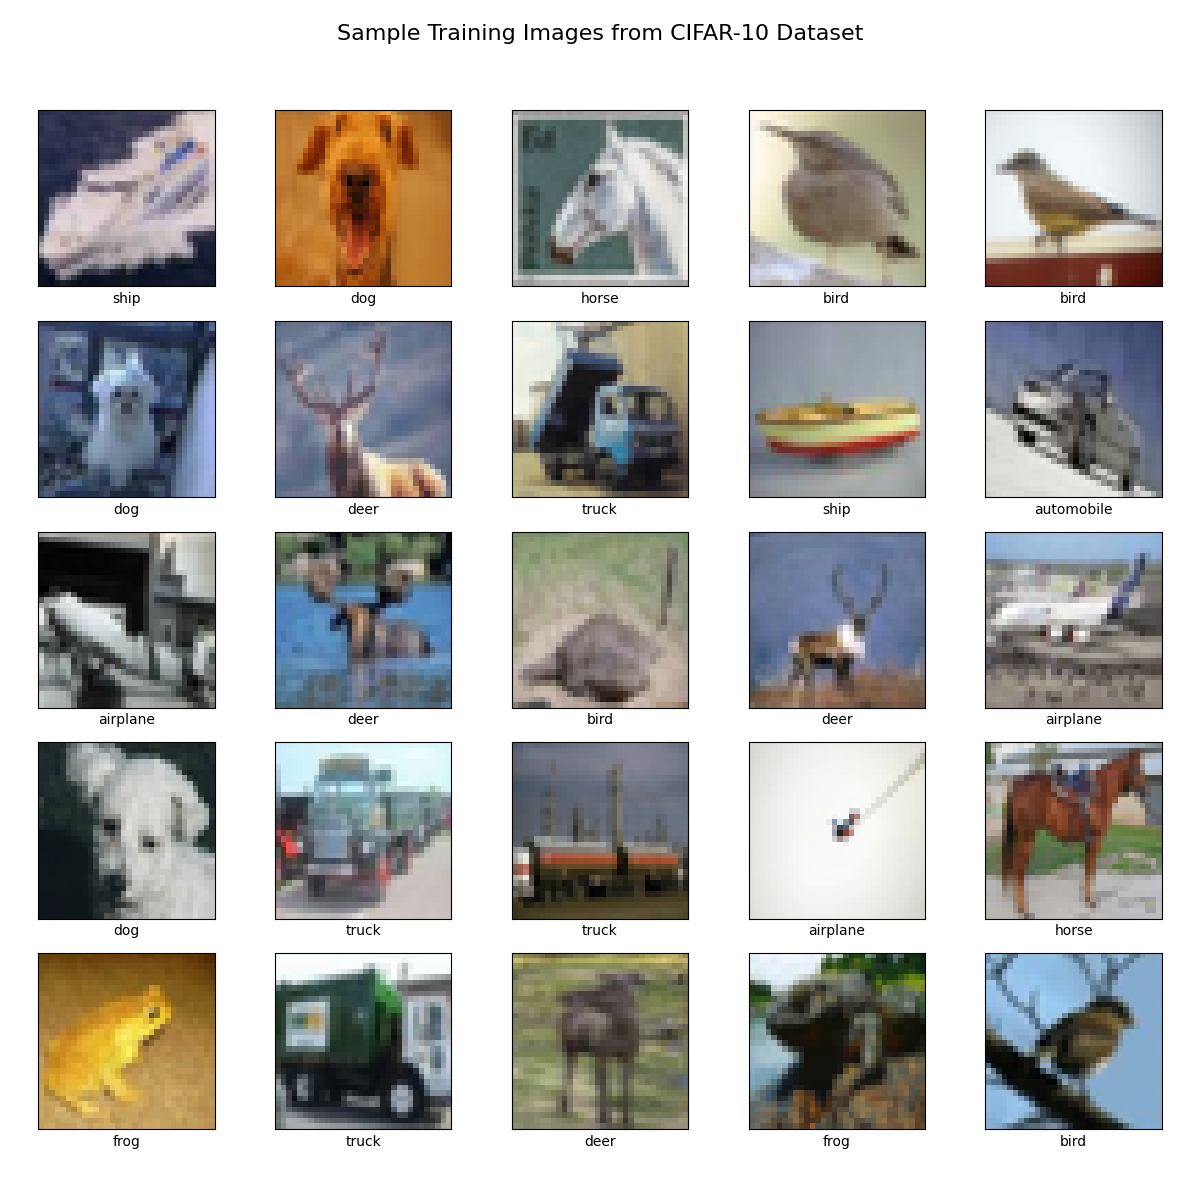 Sample Training Images from CIFAR-10 Dataset
ship dog horse bird bird
dog deer truck ship automobile
airplane deer bird deer airplane
dog truck truck airplane horse
frog truck deer frog bird